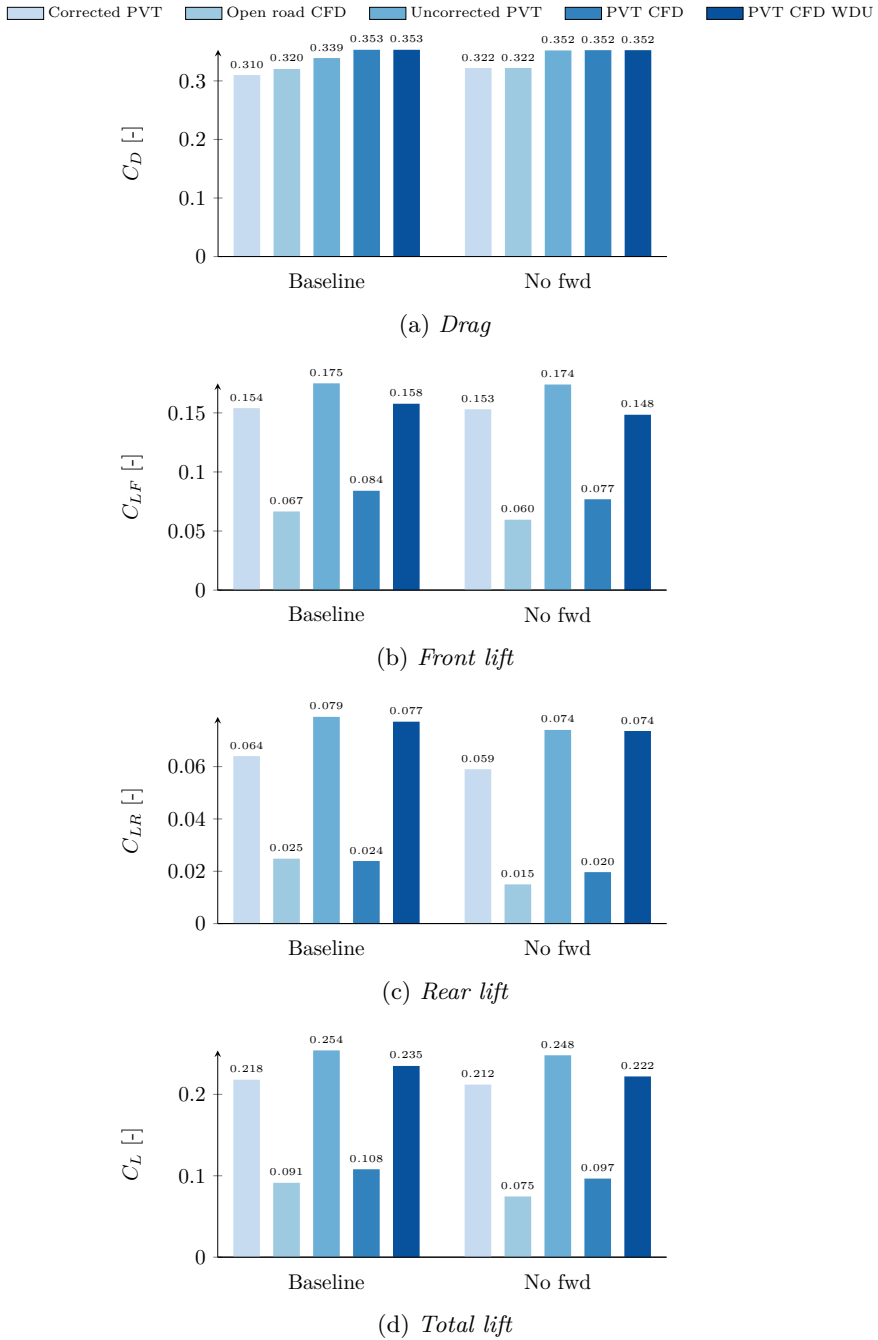 Corrected PVT Open road CFD Uncorrected PVT PVT CFD PVT CFD WDU
0.310 0.320 0.339 0.353 0.353 0.322 0.322 0.352 0.352 0.352
0.3
0.2
0.1
0
C_D [-]
Baseline No fwd
(a) Drag
0.154 0.067 0.175 0.084 0.158 0.153 0.060 0.174 0.077 0.148
0.15
0.1
0.05
0
C_{LF} [-]
Baseline No fwd
(b) Front lift
0.064 0.025 0.079 0.024 0.077 0.059 0.015 0.074 0.020 0.074
0.06
0.04
0.02
0
C_{LR} [-]
Baseline No fwd
(c) Rear lift
0.218 0.091 0.254 0.108 0.235 0.212 0.075 0.248 0.097 0.222
0.2
0.1
0
C_L [-]
Baseline No fwd
(d) Total lift